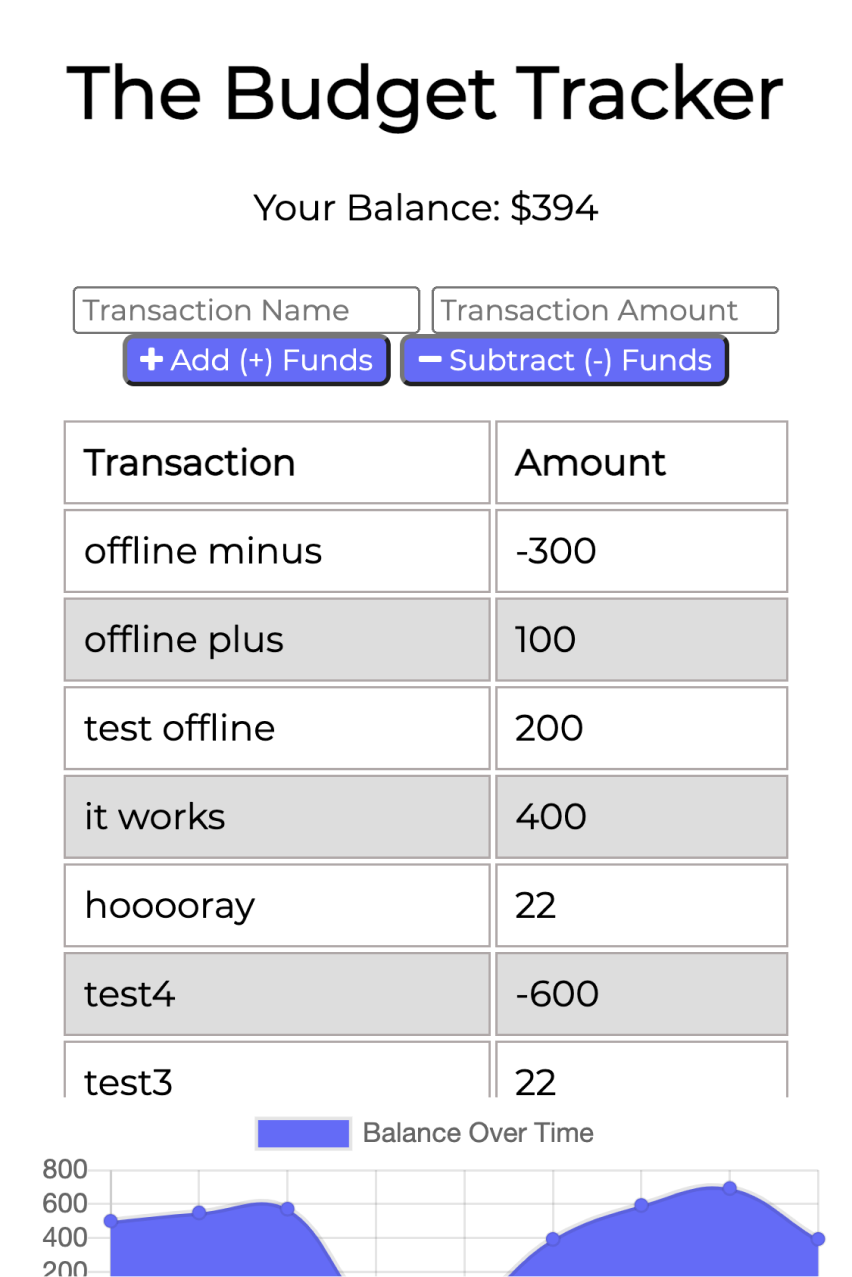 The Budget Tracker
Your Balance: $394
Transaction Name Transaction Amount
Add (+) Funds Subtract (-) Funds
Transaction Amount
offline minus -300
offline plus 100
test offline 200
it works 400
hooooray 22
test4 -600
test3 22
Balance Over Time
800
600
400
200